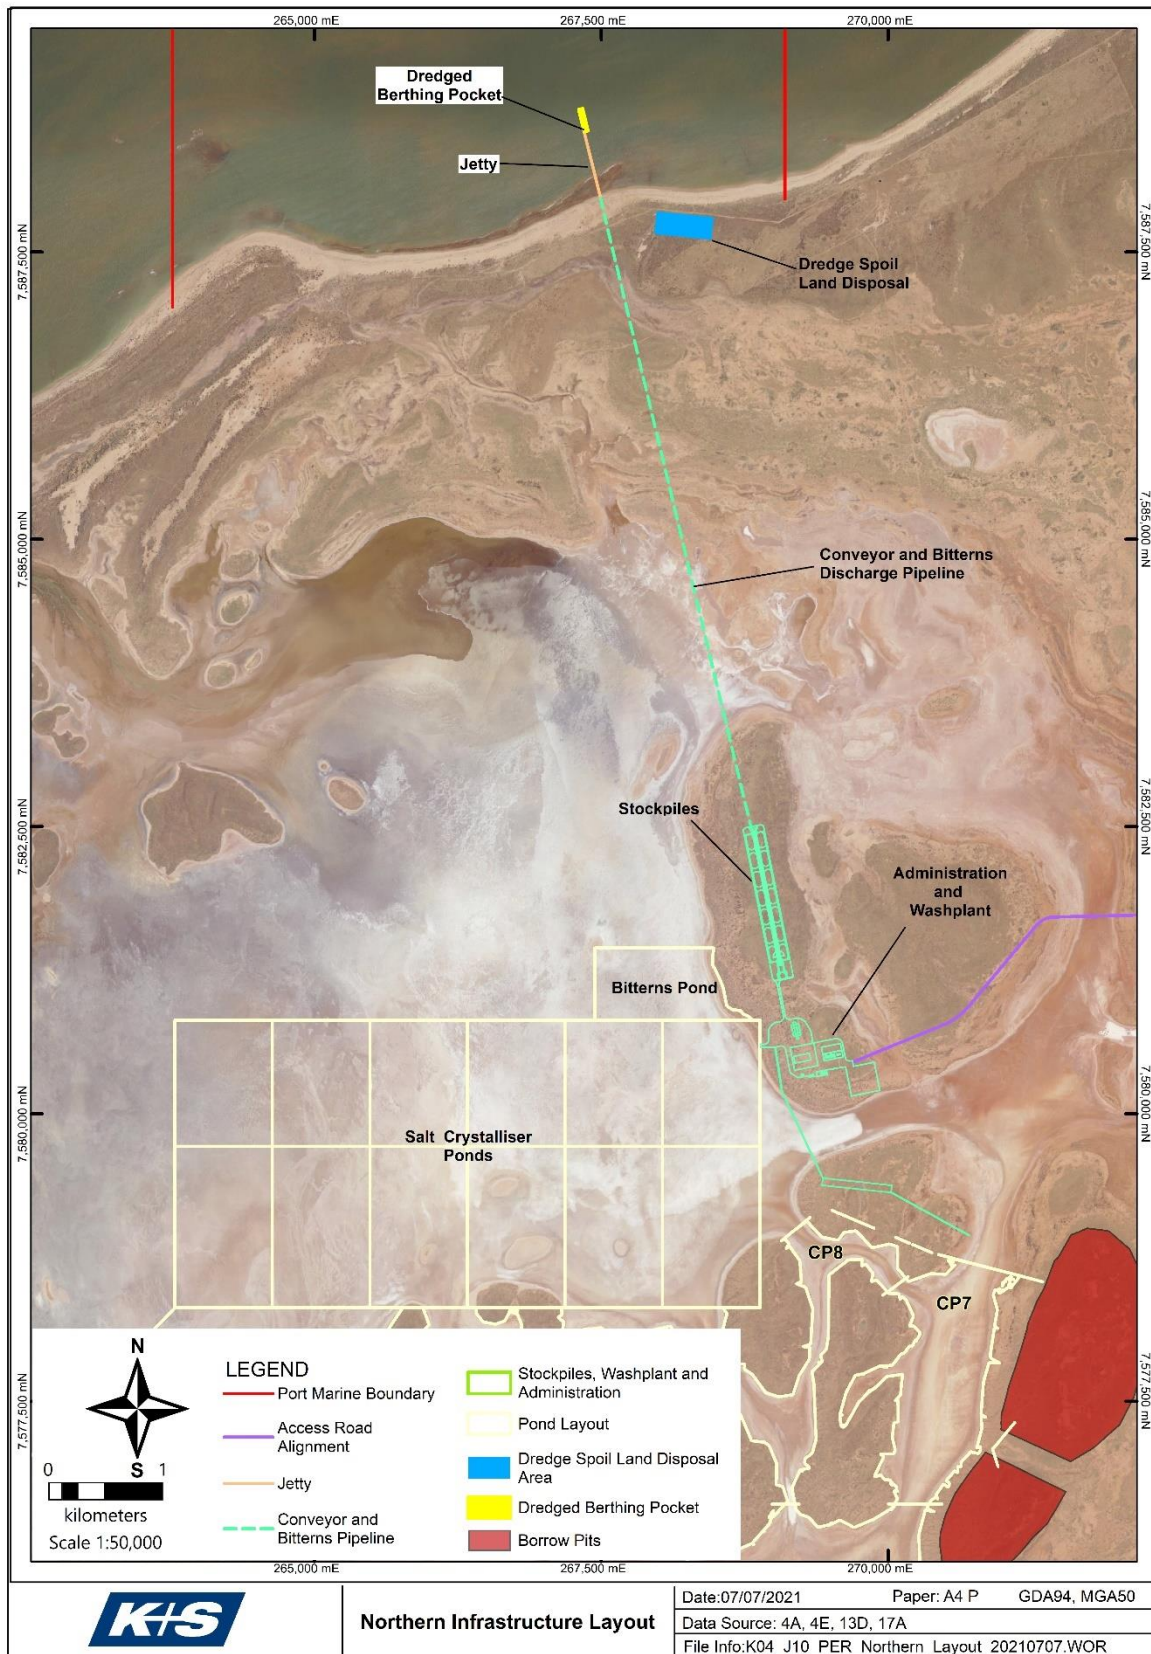 265,000 mE
267,500 mE
270,000 mE
Dredged
Berthing Pocket
Jetty
7,587,500 mN
7,587,500 mN
Dredge Spoil
Land Disposal
7,585,000 mN
7,585,000 mN
Conveyor and Bitterns
Discharge Pipeline
7,582,500 mN
7,582,500 mN
Stockpiles
Administration
and
Washplant
Bitterns Pond
7,580,000 mN
7,580,000 mN
Salt Crystalliser
Ponds
CP8
CP7
7,577,500 mN
7,577,500 mN
N
S
0 1
kilometers
Scale 1:50,000
LEGEND
Port Marine Boundary
Access Road
Alignment
Jetty
Conveyor and
Bitterns Pipeline
Stockpiles, Washplant and
Administration
Pond Layout
Dredge Spoil Land Disposal
Area
Dredged Berthing Pocket
Borrow Pits
265,000 mE
267,500 mE
270,000 mE
K+S
Northern Infrastructure Layout
Date:07/07/2021 Paper: A4 P GDA94, MGA50
Data Source: 4A, 4E, 13D, 17A
File Info:K04_J10_PER_Northern_Layout_20210707.WOR